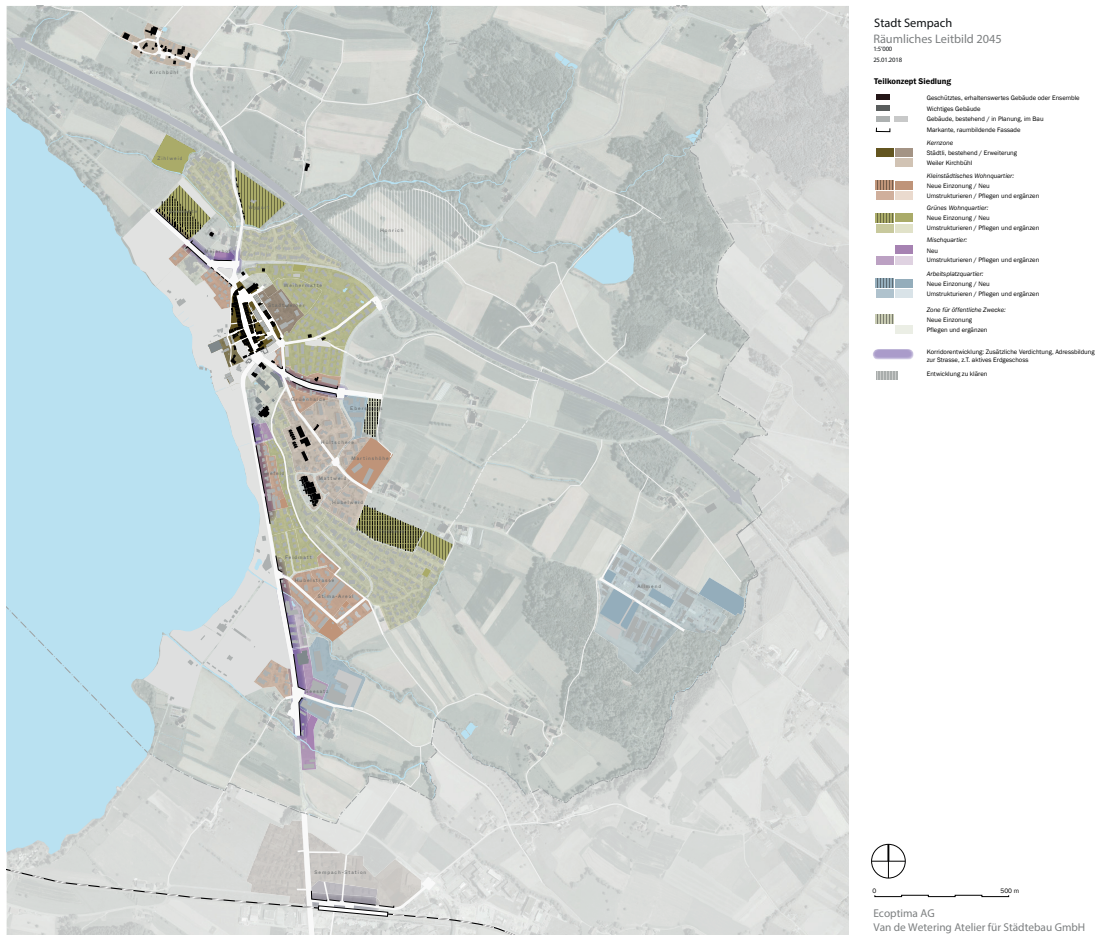 Stadt Sempach
Räumliches Leitbild 2045
1:5'000
25.01.2018
Teilkonzept Siedlung
Geschütztes, erhaltenswertes Gebäude oder Ensemble
Wichtiges Gebäude
Gebäude, bestehend / in Planung, im Bau
Markante, raumbildende Fassade
Kernzone
Städtli, bestehend / Erweiterung
Weiler Kirchbühl
Kleinstädtisches Wohnquartier:
Neue Einzonung / Neu
Umstrukturieren / Pflegen und ergänzen
Grünes Wohnquartier:
Neue Einzonung / Neu
Umstrukturieren / Pflegen und ergänzen
Mischquartier:
Neu
Umstrukturieren / Pflegen und ergänzen
Arbeitsplatzquartier:
Neue Einzonung / Neu
Umstrukturieren / Pflegen und ergänzen
Zone für öffentliche Zwecke:
Neue Einzonung
Pflegen und ergänzen
Korridorentwicklung: Zusätzliche Verdichtung, Adressbildung
zur Strasse, z.T. aktives Erdgeschoss
Entwicklung zu klären
Kirchbühl
Weihermatte
Sempach-Station
0 500 m
Ecoptima AG
Van de Wetering Atelier für Städtebau GmbH